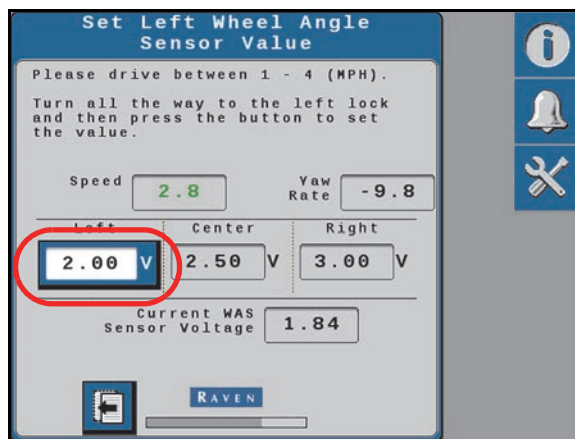 Set Left Wheel Angle
Sensor Value
Please drive between 1 - 4 (MPH).
Turn all the way to the left lock
and then press the button to set
the value.
Speed 2.8 Yaw Rate -9.8
Left Center Right
2.00 V 2.50 V 3.00 V
Current WAS
Sensor Voltage 1.84
RAVEN